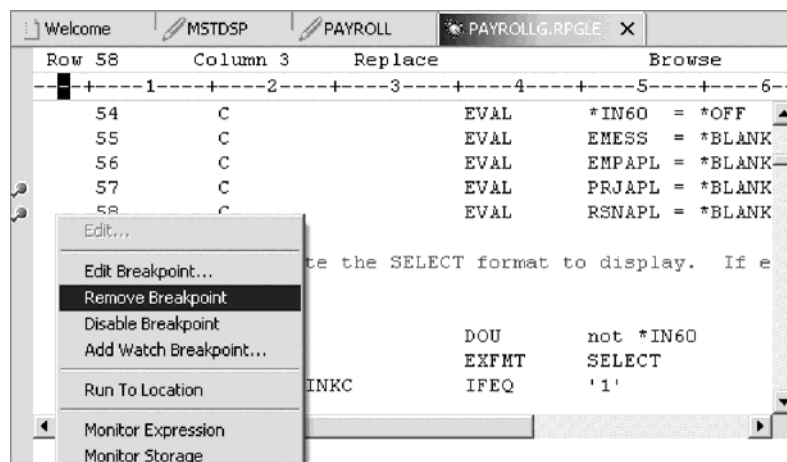 Welcome MSTDSP PAYROLL PAYROLLG.RPGLE
Row 58 Column 3 Replace Browse
----+----1----+----2----+----3----+----4----+----5----+----6-
54 C EVAL *IN60 = *OFF
55 C EVAL EMESS = *BLANK
56 C EVAL EMPAPL = *BLANK
57 C EVAL PRJAPL = *BLANK
58 C EVAL RSNAPL = *BLANK
Edit...
te the SELECT format to display. If e
Edit Breakpoint...
Remove Breakpoint
Disable Breakpoint
DOU not *IN60
Add Watch Breakpoint...
EXFMT SELECT
Run To Location
INKC IFEQ '1'
Monitor Expression
Monitor Storage